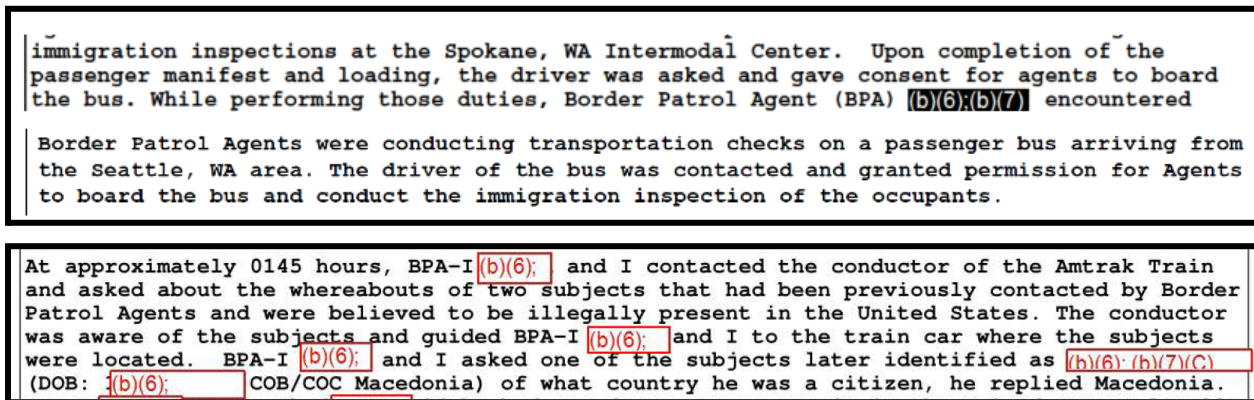 immigration inspections at the Spokane, WA Intermodal Center. Upon completion of the
passenger manifest and loading, the driver was asked and gave consent for agents to board
the bus. While performing those duties, Border Patrol Agent (BPA) (b)(6);(b)(7) encountered
Border Patrol Agents were conducting transportation checks on a passenger bus arriving from
the Seattle, WA area. The driver of the bus was contacted and granted permission for Agents
to board the bus and conduct the immigration inspection of the occupants.
At approximately 0145 hours, BPA-I (b)(6); and I contacted the conductor of the Amtrak Train
and asked about the whereabouts of two subjects that had been previously contacted by Border
Patrol Agents and were believed to be illegally present in the United States. The conductor
was aware of the subjects and guided BPA-I (b)(6); and I to the train car where the subjects
were located. BPA-I (b)(6); and I asked one of the subjects later identified as (b)(6); (b)(7)(C)
(DOB: (b)(6); COB/COC Macedonia) of what country he was a citizen, he replied Macedonia.